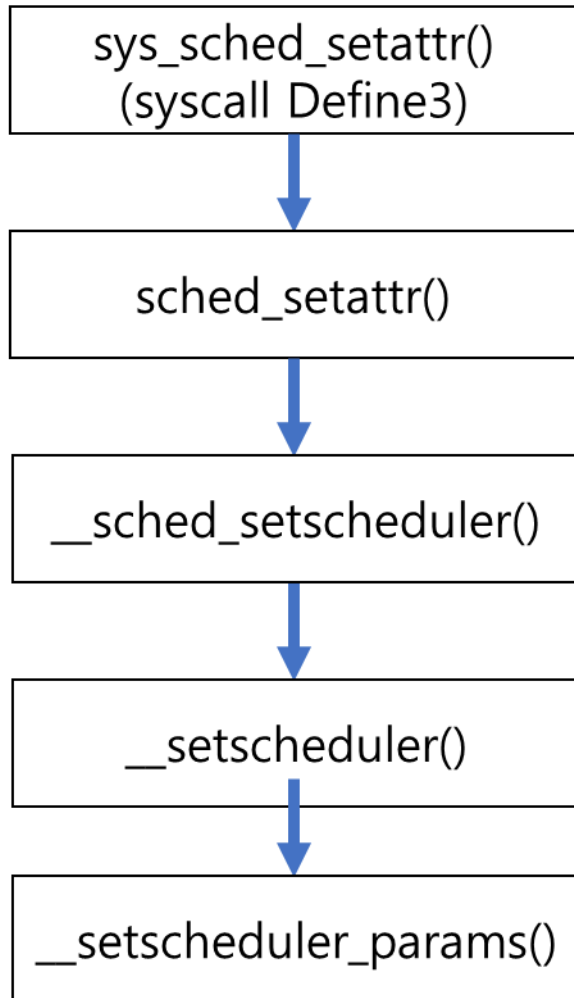 sys_sched_setattr()
(syscall Define3)
sched_setattr()
__sched_setscheduler()
__setscheduler()
__setscheduler_params()